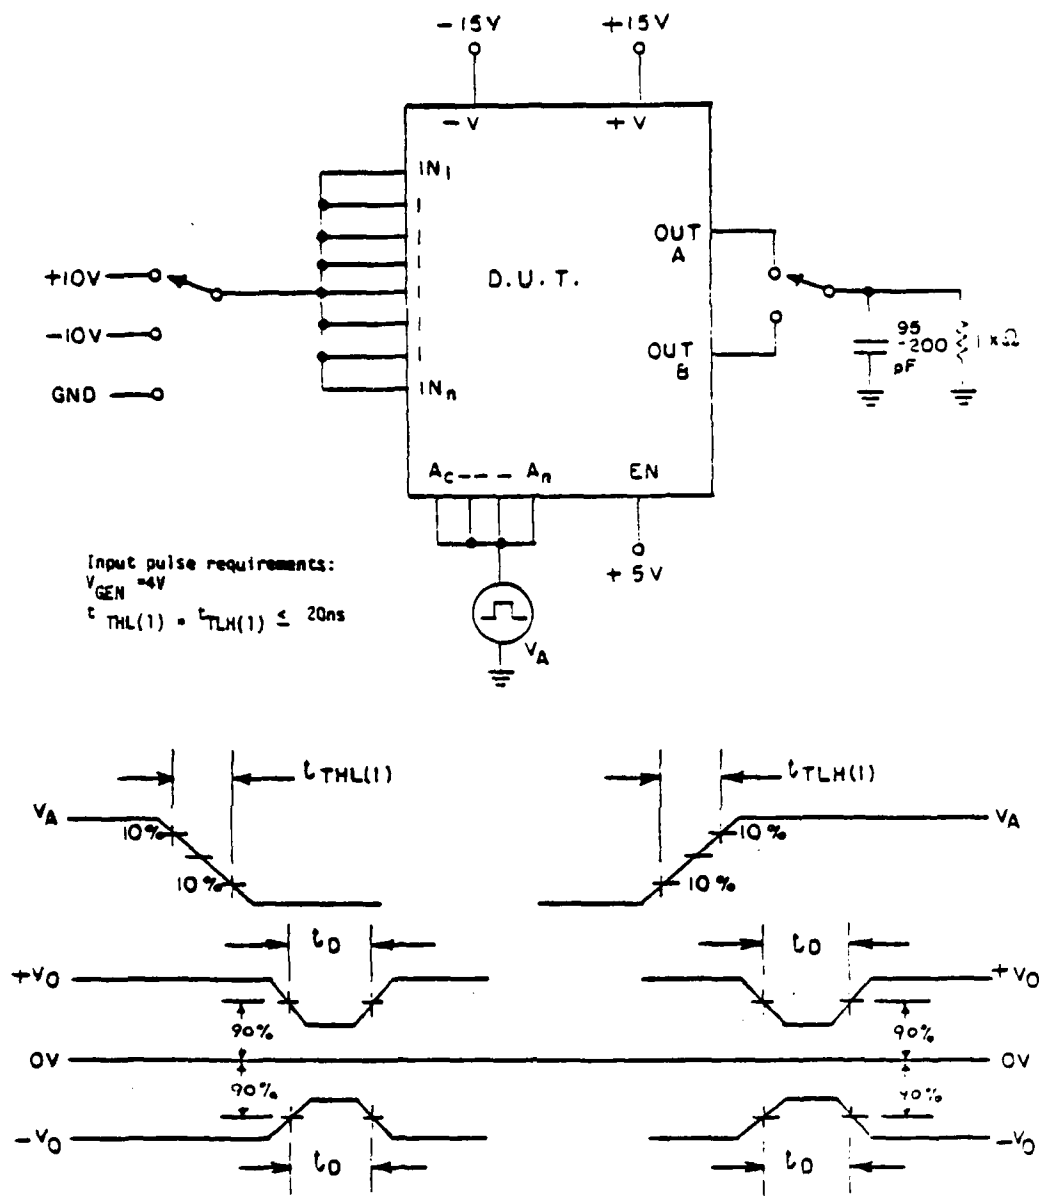 -15V +15V
-V +V
IN1
OUT A
D.U.T.
+10V
-10V
GND
95
-200
pF
OUT B
INn
AC--- An EN
+5V
Input pulse requirements:
VGEN =4V
tTHL(1) = tTLH(1) ≤ 20ns
VA
tTHL(1) tTLH(1)
VA 10% 10% VA
10% 10%
tD tD
+VO +VO
90% 90%
0V 0V
90%
-VO -VO
tD tD